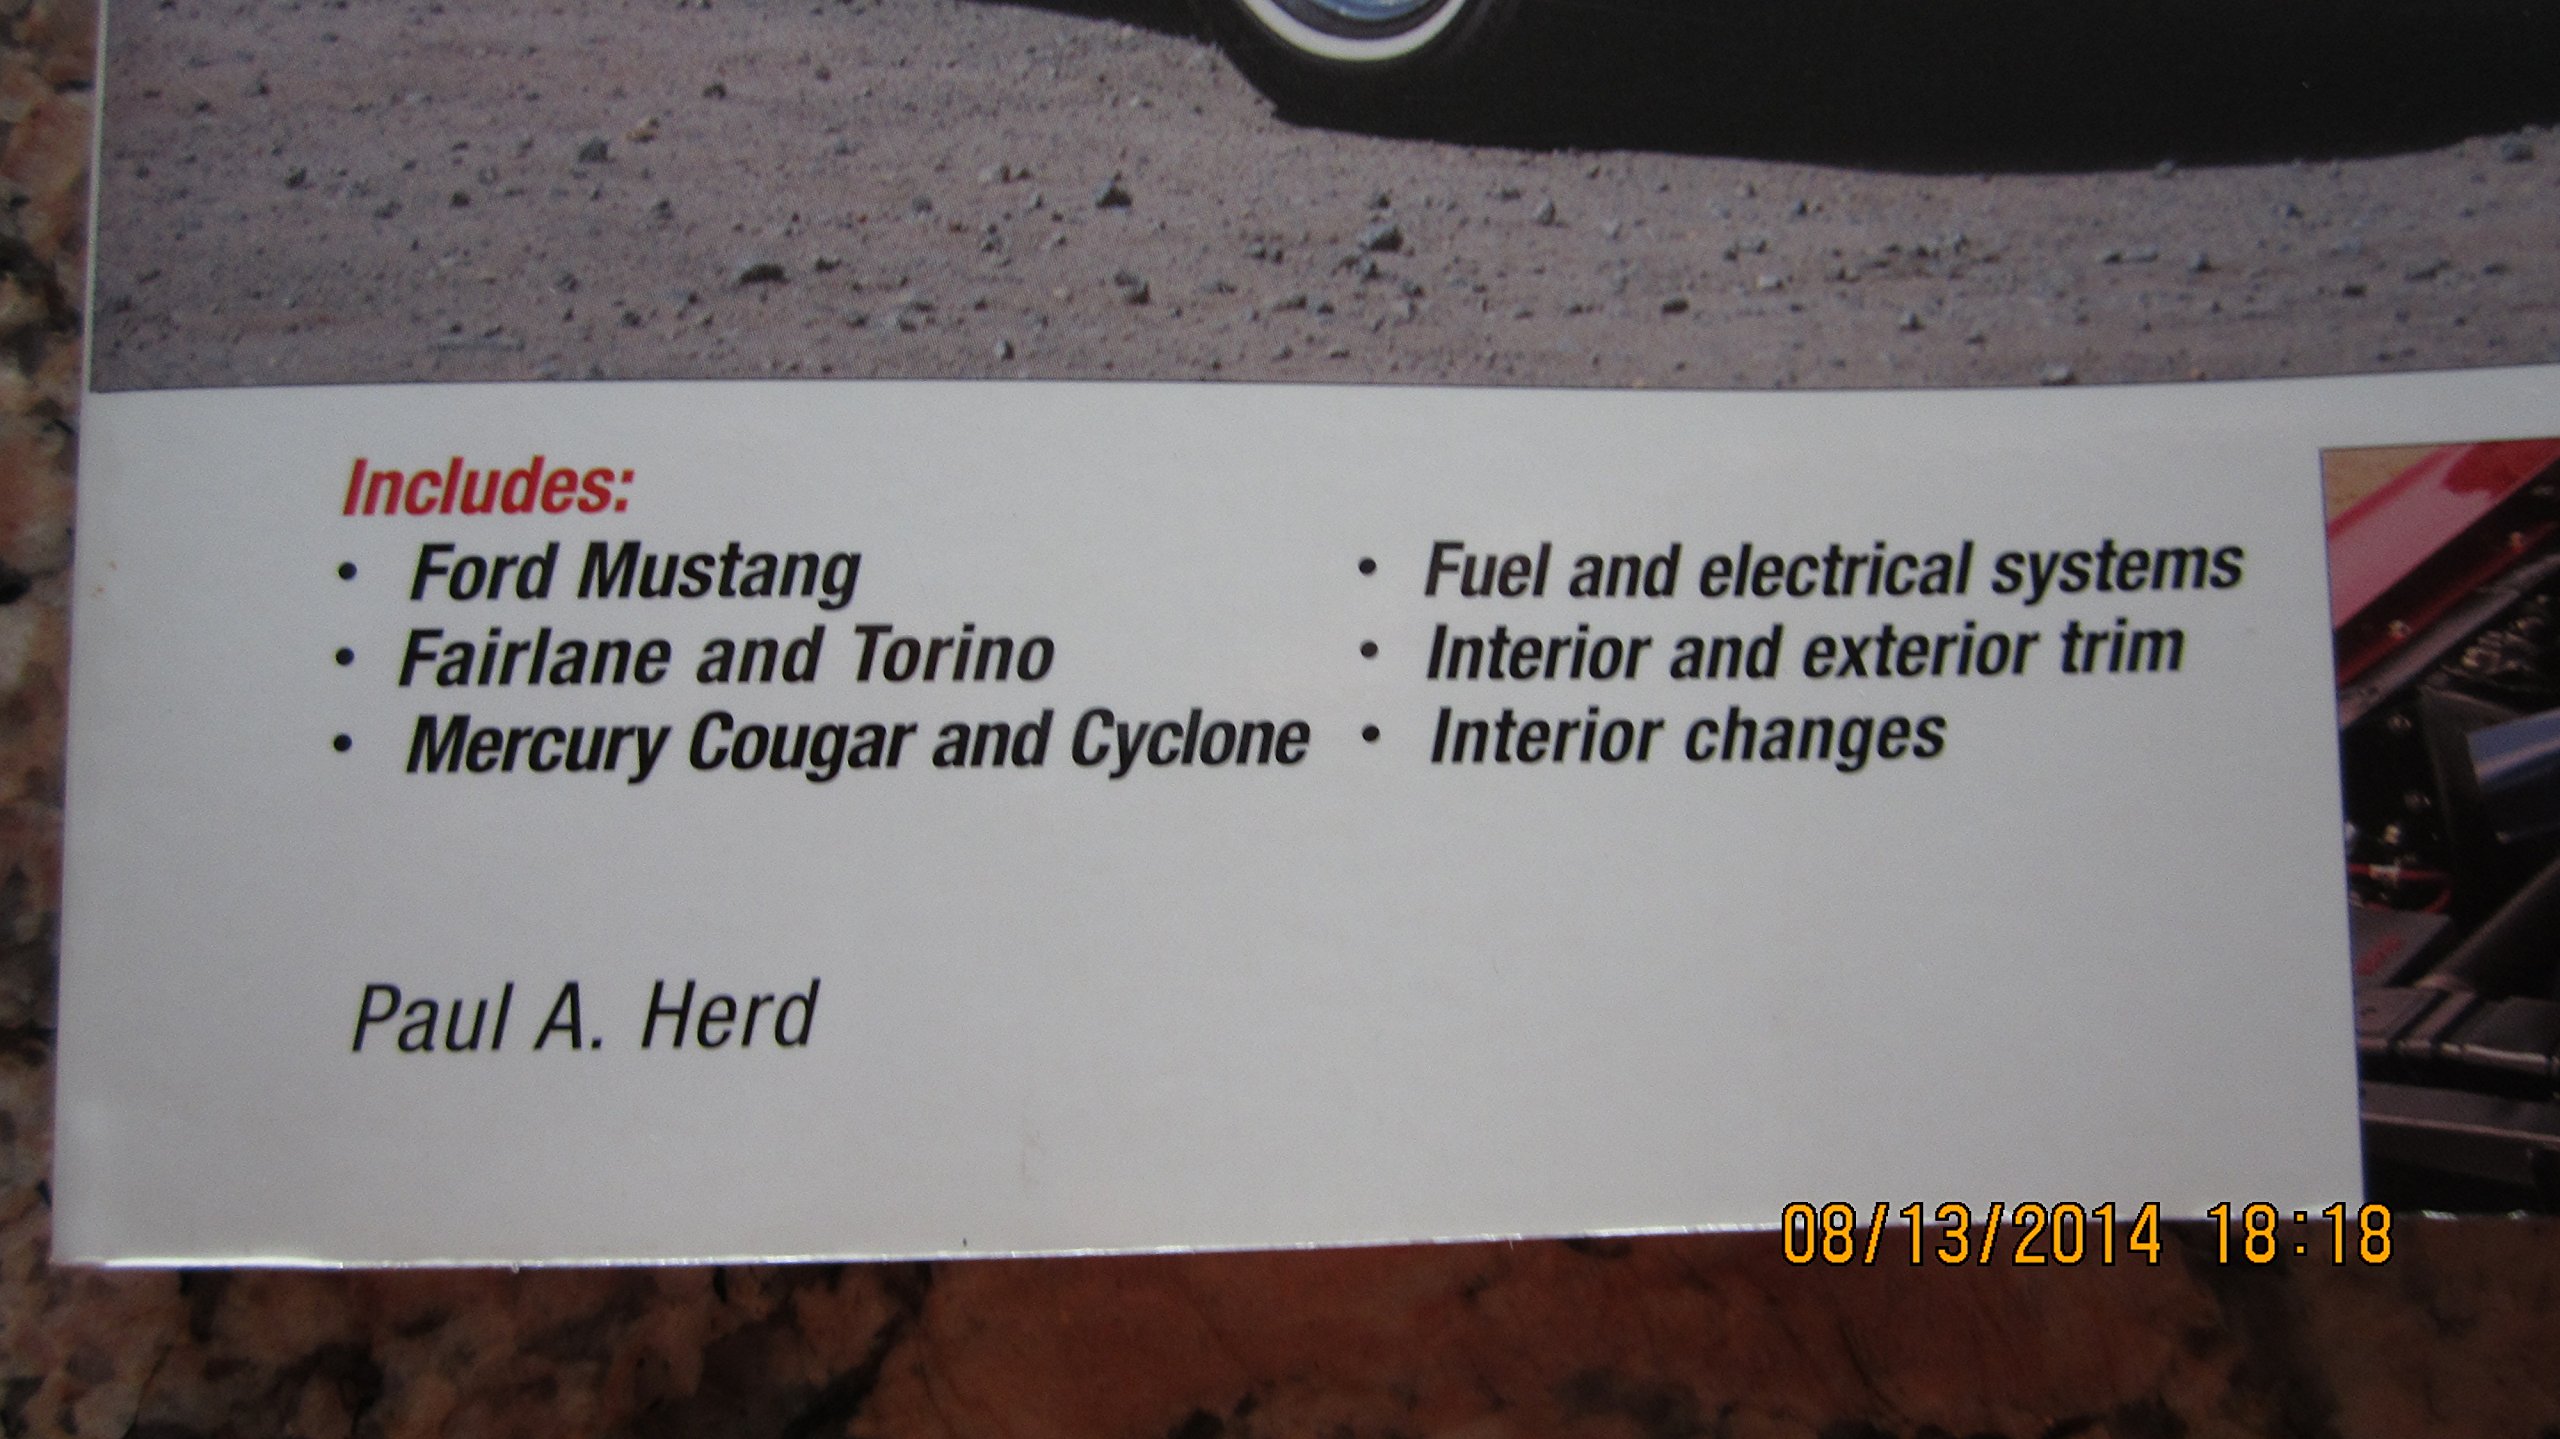 Includes:
• Ford Mustang
• Fairlane and Torino
• Mercury Cougar and Cyclone
• Fuel and electrical systems
• Interior and exterior trim
• Interior changes
Paul A. Herd
08/13/2014 18:18